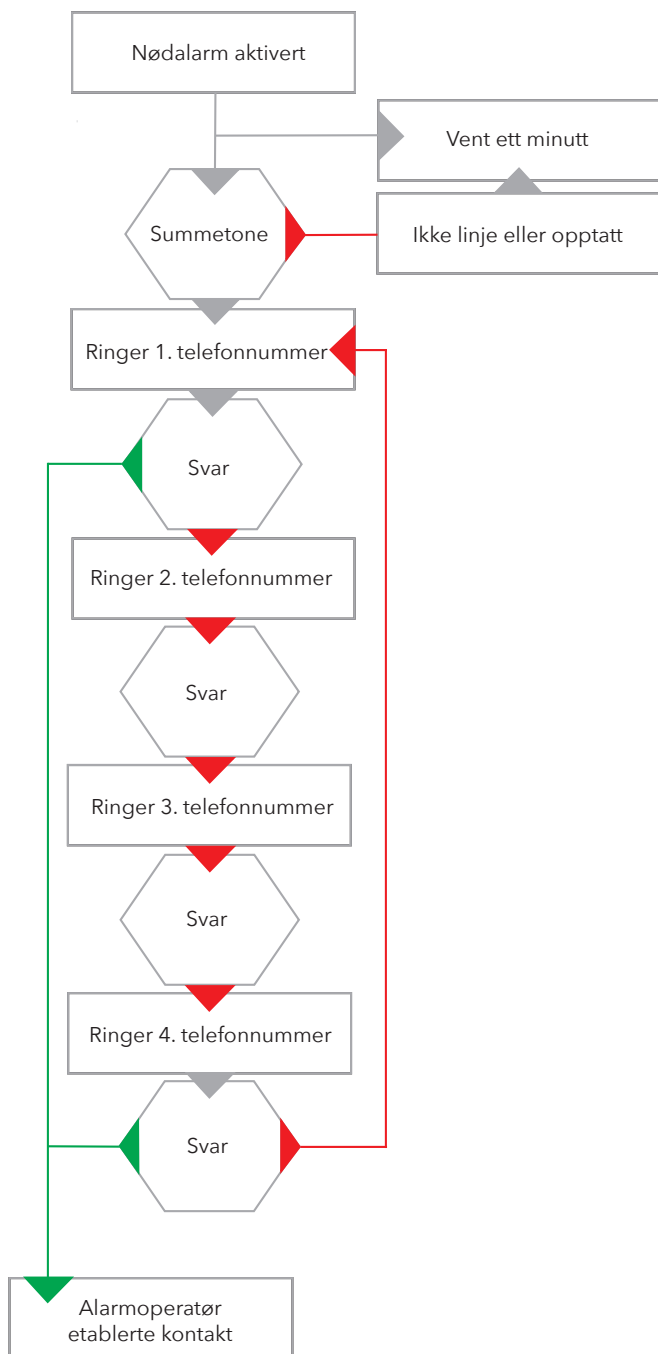 Nødalarm aktivert
Vent ett minutt
Summetone
Ikke linje eller opptatt
Ringer 1. telefonnummer
Svar
Ringer 2. telefonnummer
Svar
Ringer 3. telefonnummer
Svar
Ringer 4. telefonnummer
Svar
Alarmoperatør
etablerte kontakt